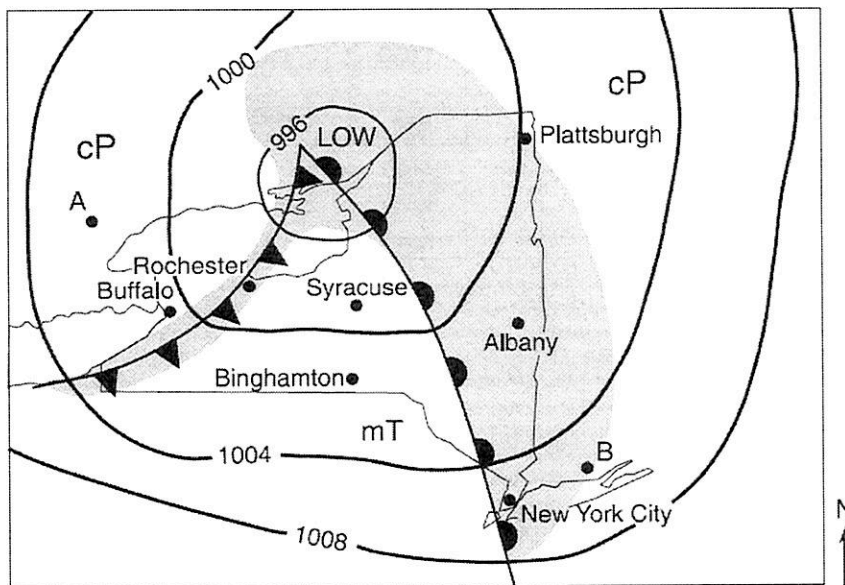 1000
cP
996
LOW
Plattsburgh
cP
A
Rochester
Buffalo
Syracuse
Albany
Binghamton
mT
1004
B
New York City
1008
N